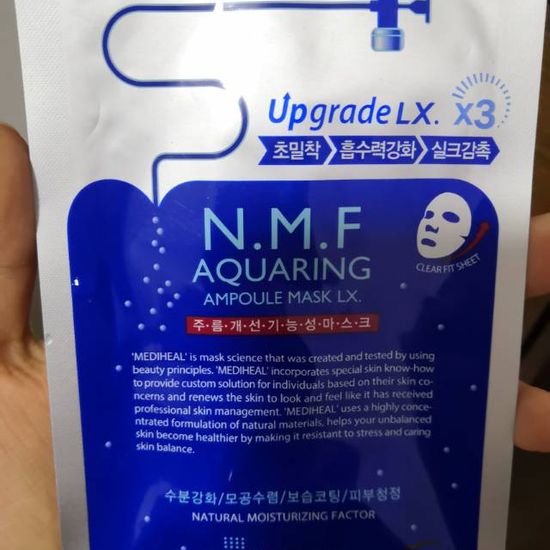 Upgrade LX. X3
초밀착 흡수력강화 실크감촉
N.M.F
AQUARING
AMPOULE MASK LX.
CLEAR FIT SHEET
주·름·개·선·기·능·성·마·스·크
'MEDIHEAL' is mask science that was created and tested by using
beauty principles. 'MEDIHEAL' incorporates special skin know-how
to provide custom solution for individuals based on their skin co-
ncerns and renews the skin to look and feel like it has received
professional skin management. 'MEDIHEAL' uses a highly conce-
ntrated formulation of natural materials, helps your unbalanced
skin become healthier by making it resistant to stress and caring
skin balance.
수분강화/모공수렴/보습코팅/피부청정
NATURAL MOISTURIZING FACTOR